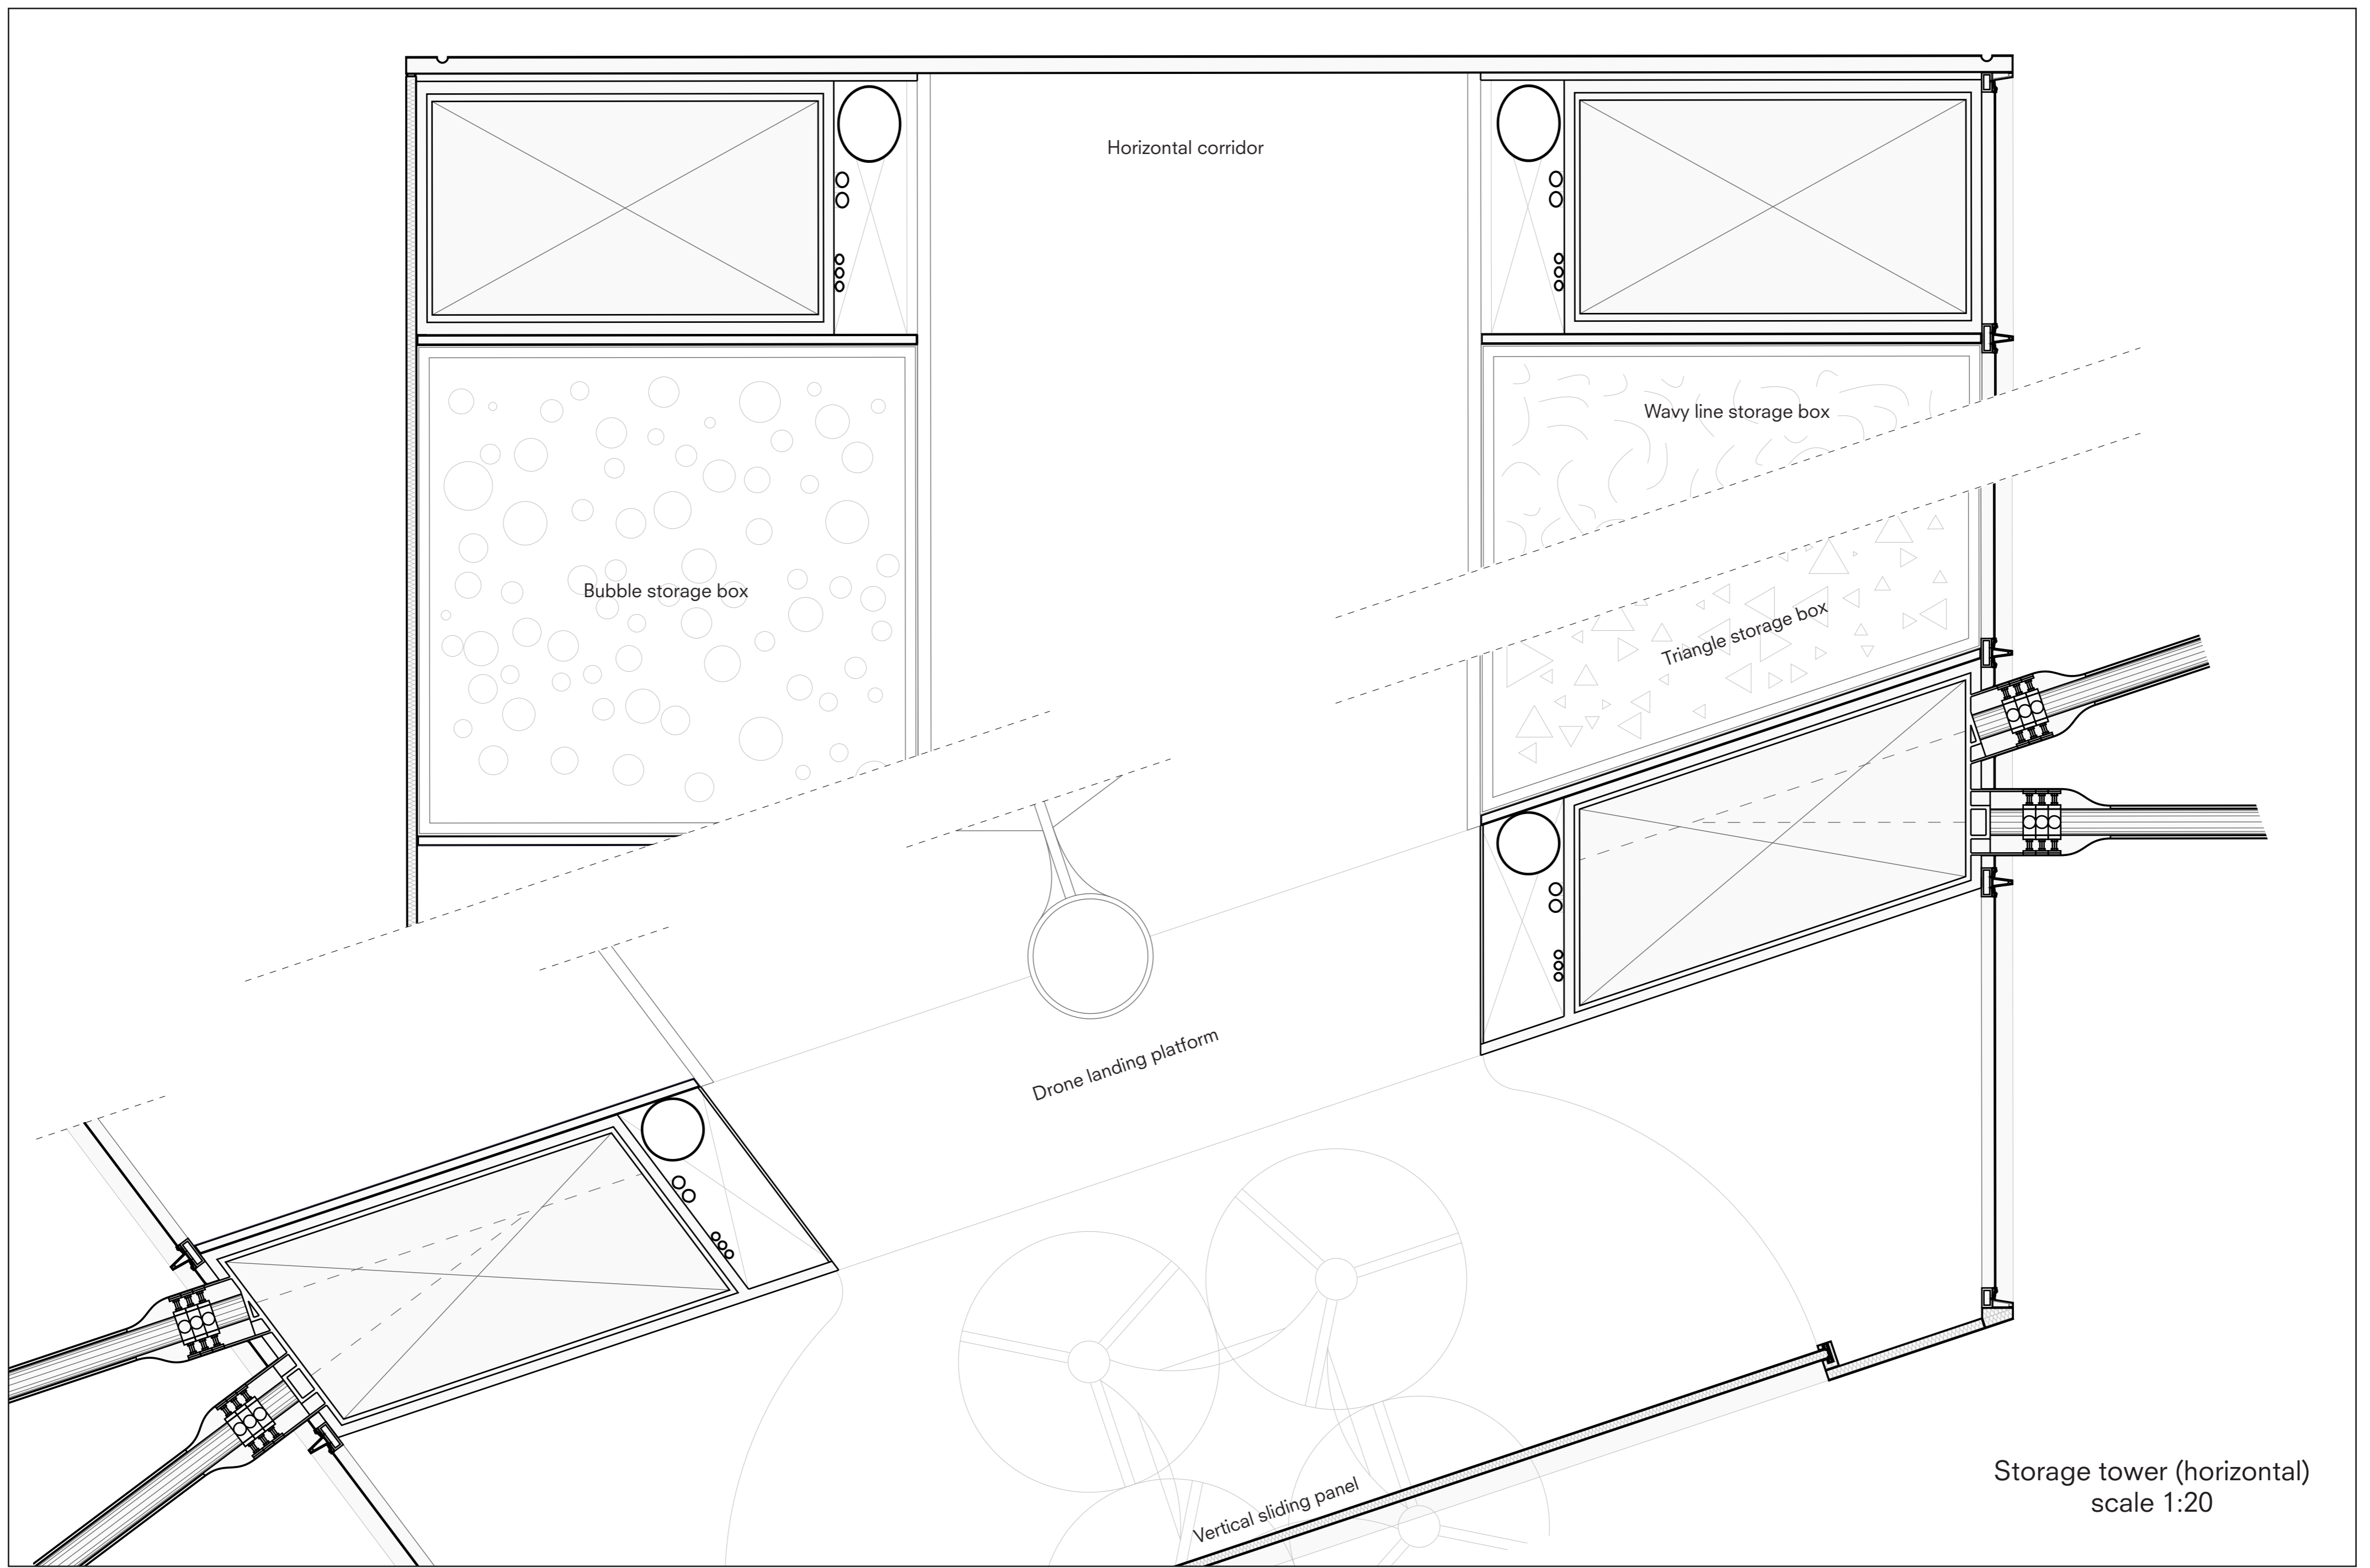 Horizontal corridor
Wavy line storage box
Bubble storage box
Triangle storage box
Drone landing platform
Vertical sliding panel
Storage tower (horizontal)
scale 1:20